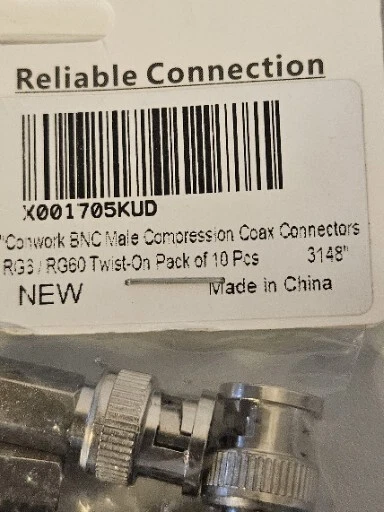 Reliable Connection
X001705KUD
"Conwork BNC Male Compression Coax Connectors
RG6 / RG60 Twist-On Pack of 10 Pcs 3148"
NEW Made in China